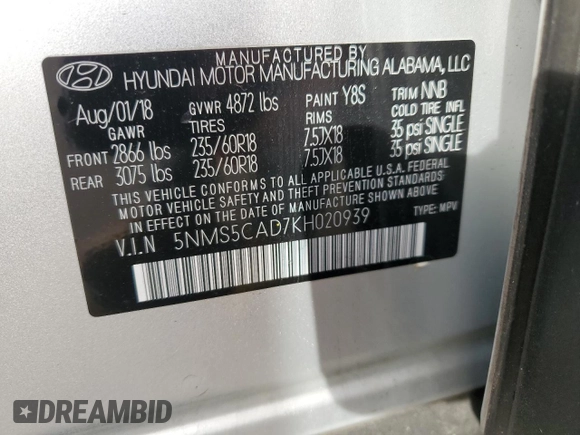 MANUFACTURED BY
HYUNDAI MOTOR MANUFACTURING ALABAMA, LLC
Aug/01/18 GVWR 4872 lbs PAINT Y8S TRIM NNB
GAWR TIRES RIMS COLD TIRE INFL
FRONT 2866 lbs 235/60R18 7.57X18 35 psi SINGLE
REAR 3075 lbs 235/60R18 7.57X18 35 psi SINGLE
THIS VEHICLE CONFORMS TO ALL APPLICABLE U.S.A. FEDERAL
MOTOR VEHICLE SAFETY AND THEFT PREVENTION STANDARDS
IN EFFECT ON THE DATE OF MANUFACTURE SHOWN ABOVE.
V.I.N 5NMS5CAD7KH020939 TYPE: MPV
DREAMBID